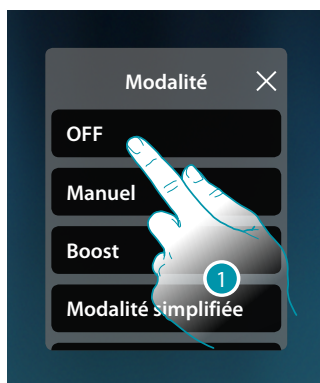 Modalité
OFF
Manuel
Boost
1
Modalité simplifiée